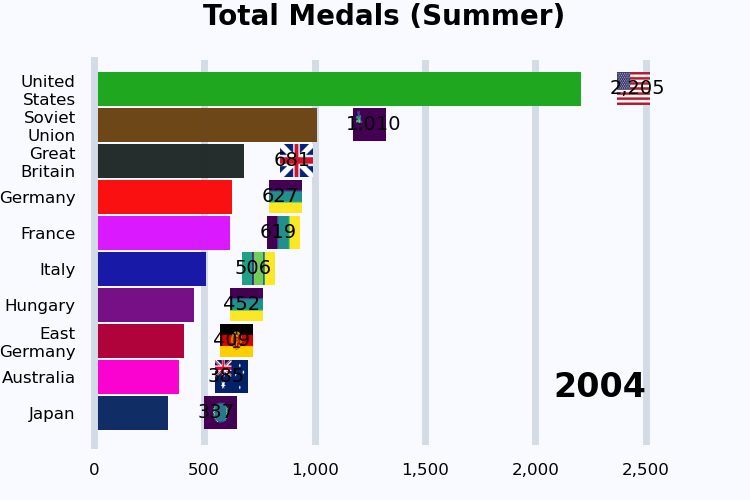 Total Medals (Summer)
United
States
2,205
Soviet
Union
1,010
Great
Britain
681
Germany
627
France
619
Italy
506
Hungary
452
East
Germany
409
Australia
385
2004
Japan
337
0
500
1,000
1,500
2,000
2,500